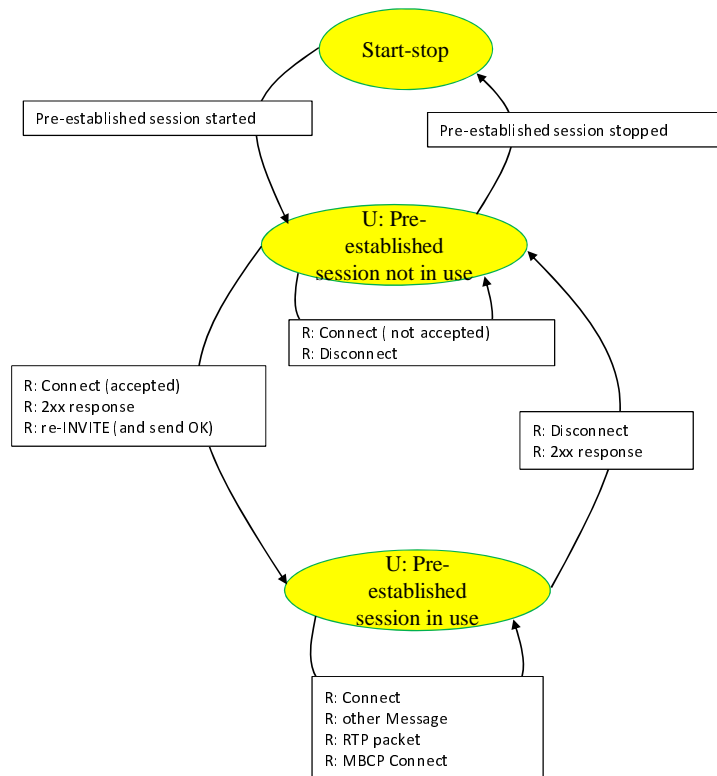 Start-stop
Pre-established session started
Pre-established session stopped
U: Pre-
established
session not in use
R: Connect ( not accepted)
R: Disconnect
R: Connect (accepted)
R: 2xx response
R: re-INVITE (and send OK)
R: Disconnect
R: 2xx response
U: Pre-
established
session in use
R: Connect
R: other Message
R: RTP packet
R: MBCP Connect